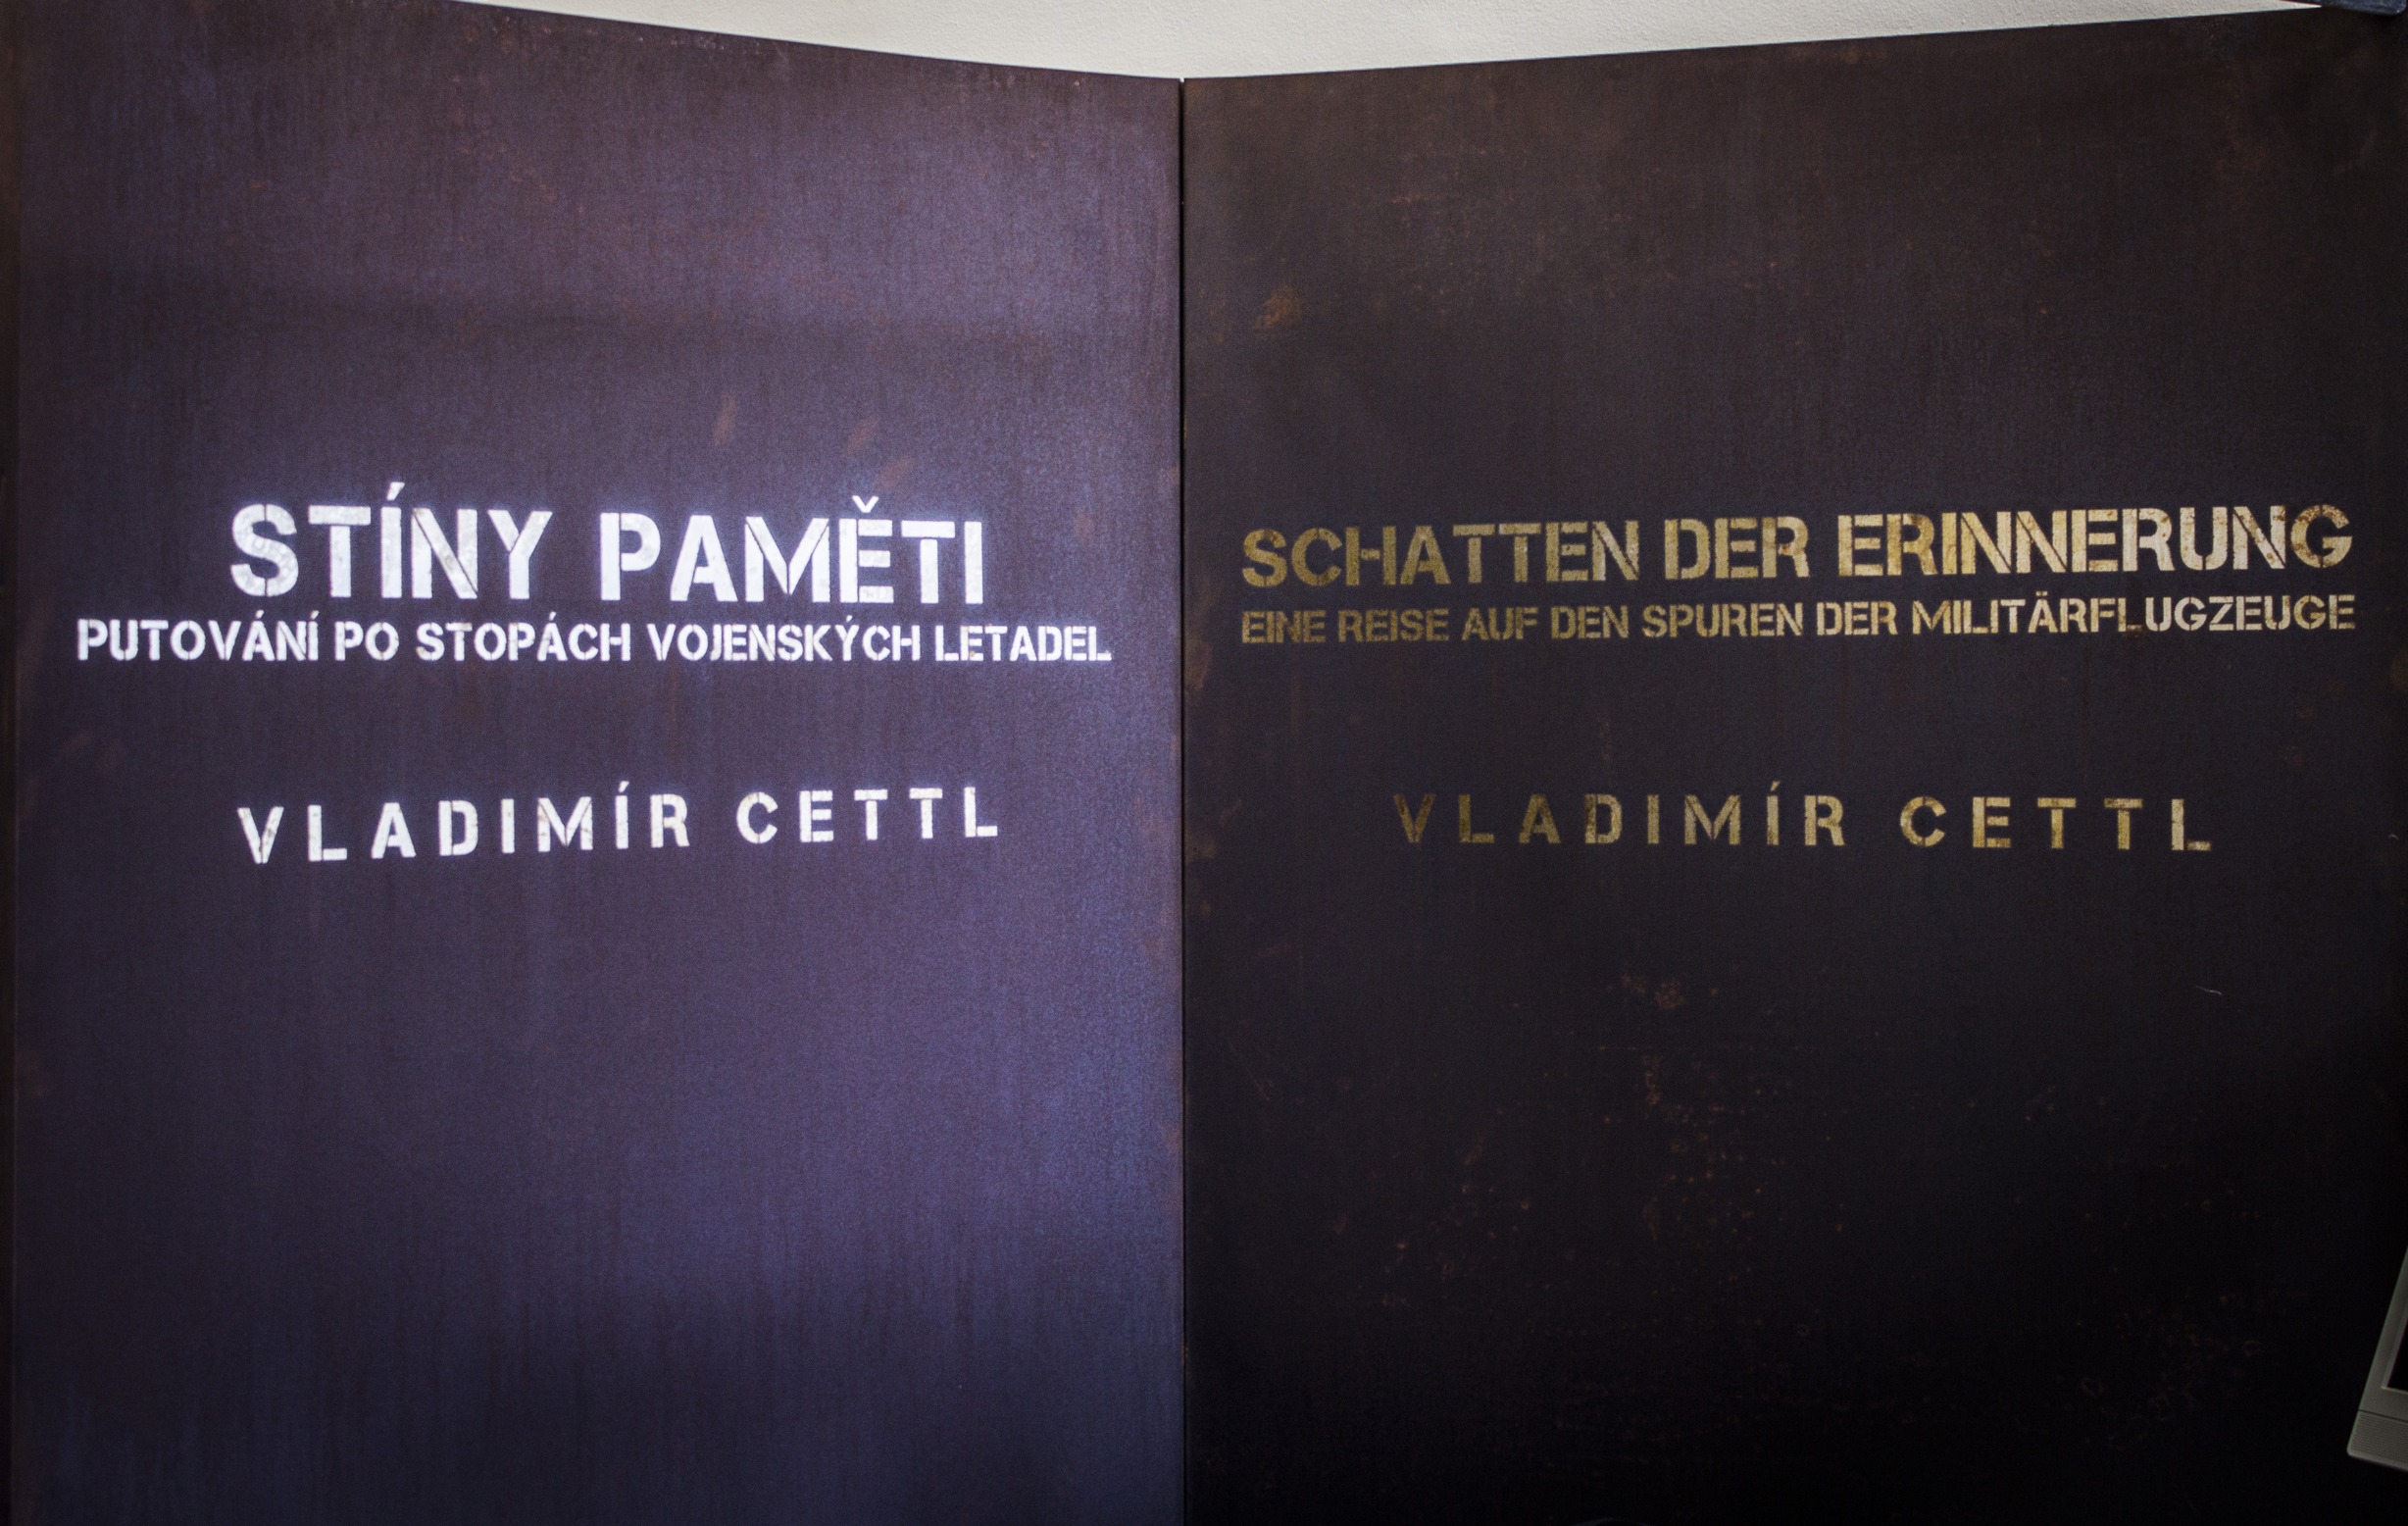 STÍNY PAMĚTI
PUTOVÁNÍ PO STOPÁCH VOJENSKÝCH LETADEL
VLADIMÍR CETTL
SCHATTEN DER ERINNERUNG
EINE REISE AUF DEN SPUREN DER MILITÄRFLUGZEUGE
VLADIMÍR CETTL